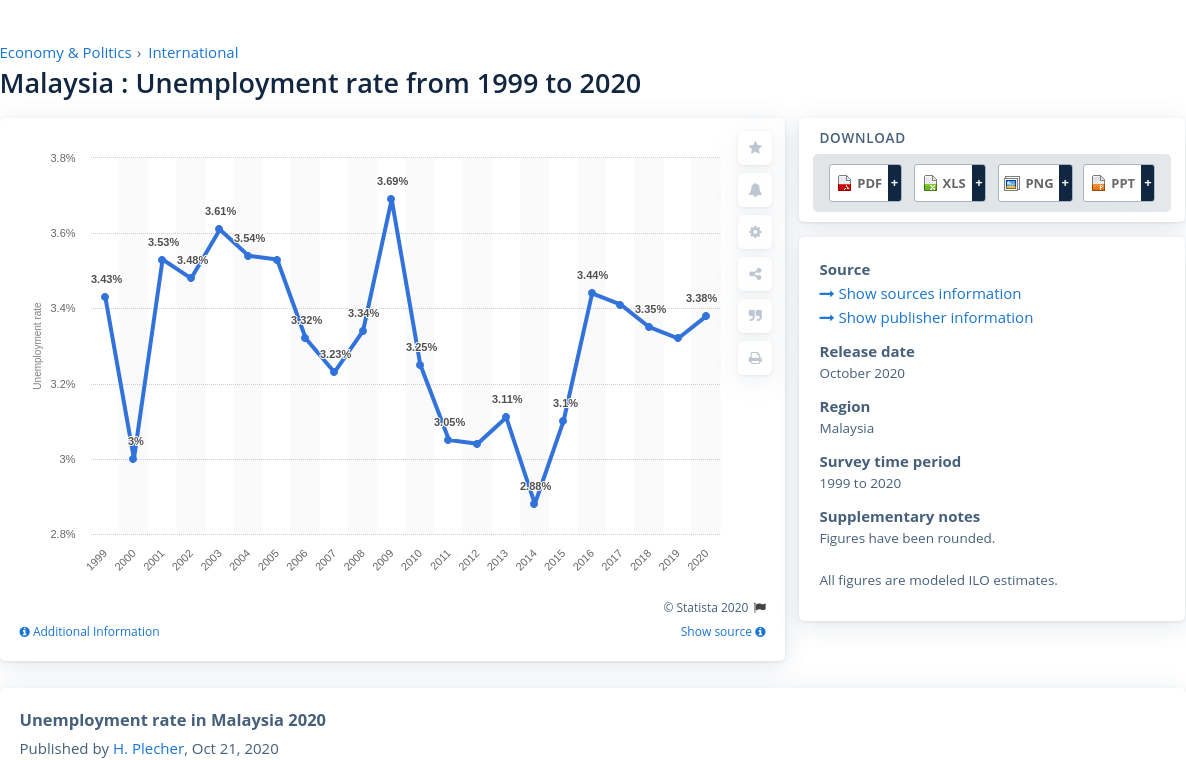 Economy & Politics › International
Malaysia : Unemployment rate from 1999 to 2020
3.8%
3.6%
3.4%
3.2%
3%
2.8%
Unemployment rate
3.43%
3%
3.53%
3.48%
3.61%
3.54%
3.32%
3.23%
3.34%
3.69%
3.25%
3.05%
3.11%
2.88%
3.1%
3.44%
3.35%
3.38%
1999
2000
2001
2002
2003
2004
2005
2006
2007
2008
2009
2010
2011
2012
2013
2014
2015
2016
2017
2018
2019
2020
© Statista 2020
Additional Information
Show source
DOWNLOAD
PDF +
XLS +
PNG +
PPT +
Source
Show sources information
Show publisher information
Release date
October 2020
Region
Malaysia
Survey time period
1999 to 2020
Supplementary notes
Figures have been rounded.
All figures are modeled ILO estimates.
Unemployment rate in Malaysia 2020
Published by H. Plecher, Oct 21, 2020